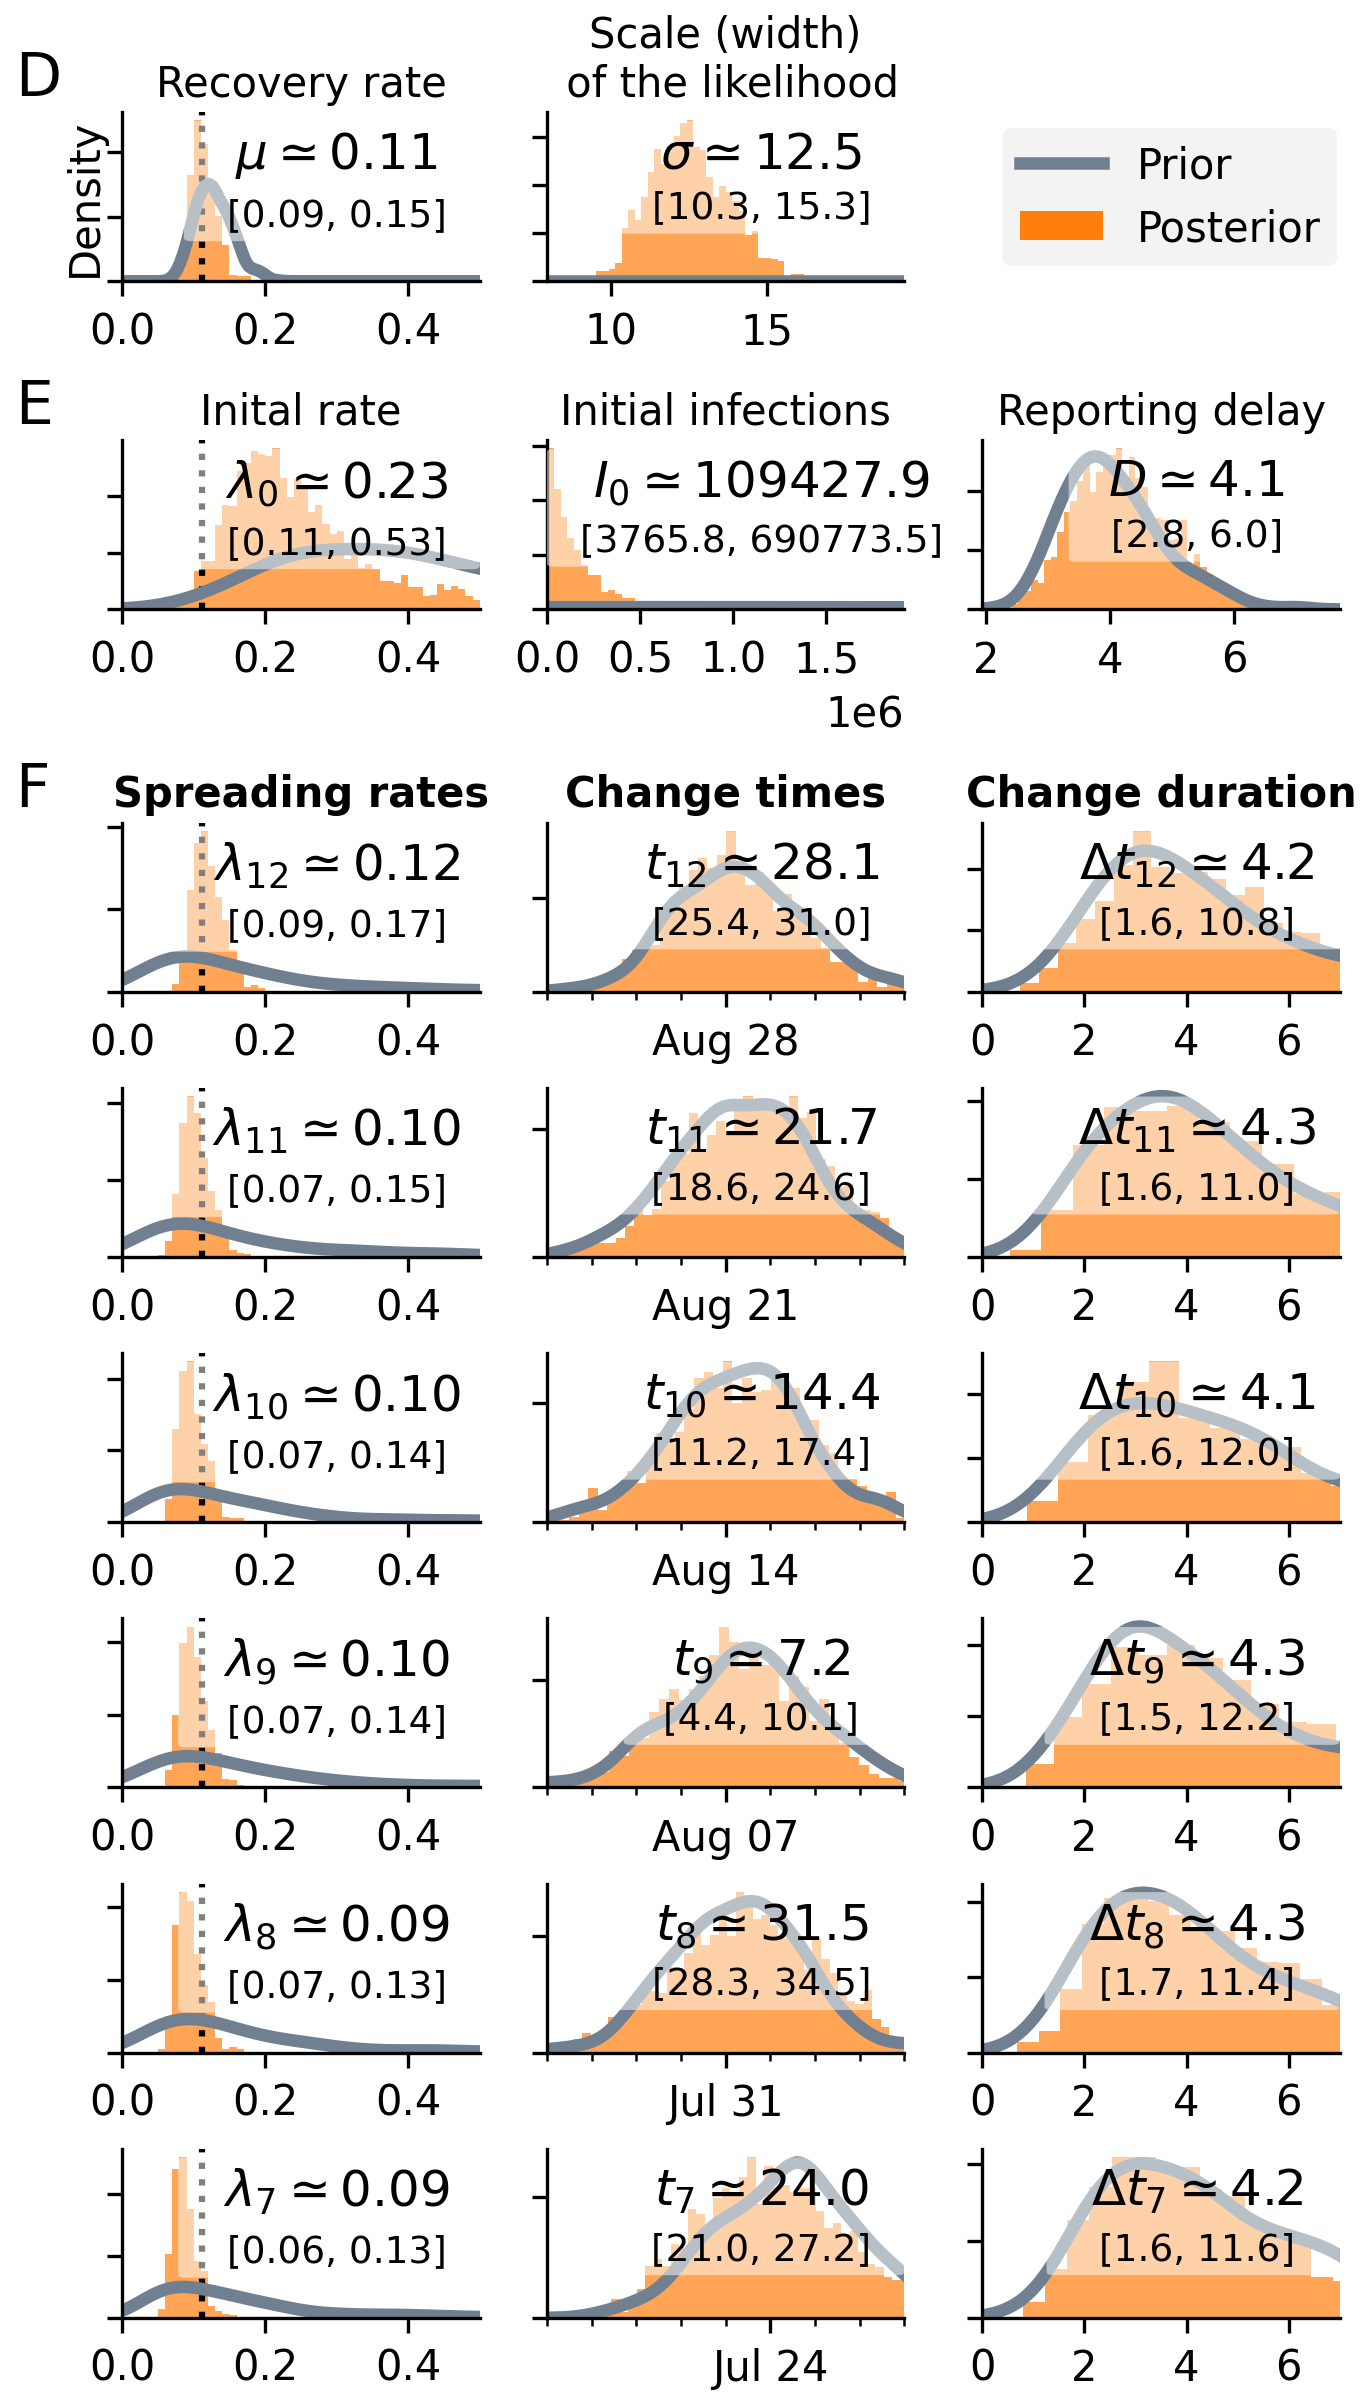 D
Recovery rate
Scale (width)
of the likelihood
Density
μ ≃ 0.11
[0.09, 0.15]
σ ≃ 12.5
[10.3, 15.3]
Prior
Posterior
0.0 0.2 0.4
10 15
E
Inital rate
Initial infections
Reporting delay
λ₀ ≃ 0.23
[0.11, 0.53]
I₀ ≃ 109427.9
[3765.8, 690773.5]
D ≃ 4.1
[2.8, 6.0]
0.0 0.2 0.4
0.0 0.5 1.0 1.5
1e6
2 4 6
F
Spreading rates
Change times
Change duration
λ₁₂ ≃ 0.12
[0.09, 0.17]
t₁₂ ≃ 28.1
[25.4, 31.0]
Δt₁₂ ≃ 4.2
[1.6, 10.8]
0.0 0.2 0.4
Aug 28
0 2 4 6
λ₁₁ ≃ 0.10
[0.07, 0.15]
t₁₁ ≃ 21.7
[18.6, 24.6]
Δt₁₁ ≃ 4.3
[1.6, 11.0]
0.0 0.2 0.4
Aug 21
0 2 4 6
λ₁₀ ≃ 0.10
[0.07, 0.14]
t₁₀ ≃ 14.4
[11.2, 17.4]
Δt₁₀ ≃ 4.1
[1.6, 12.0]
0.0 0.2 0.4
Aug 14
0 2 4 6
λ₉ ≃ 0.10
[0.07, 0.14]
t₉ ≃ 7.2
[4.4, 10.1]
Δt₉ ≃ 4.3
[1.5, 12.2]
0.0 0.2 0.4
Aug 07
0 2 4 6
λ₈ ≃ 0.09
[0.07, 0.13]
t₈ ≃ 31.5
[28.3, 34.5]
Δt₈ ≃ 4.3
[1.7, 11.4]
0.0 0.2 0.4
Jul 31
0 2 4 6
λ₇ ≃ 0.09
[0.06, 0.13]
t₇ ≃ 24.0
[21.0, 27.2]
Δt₇ ≃ 4.2
[1.6, 11.6]
0.0 0.2 0.4
Jul 24
0 2 4 6